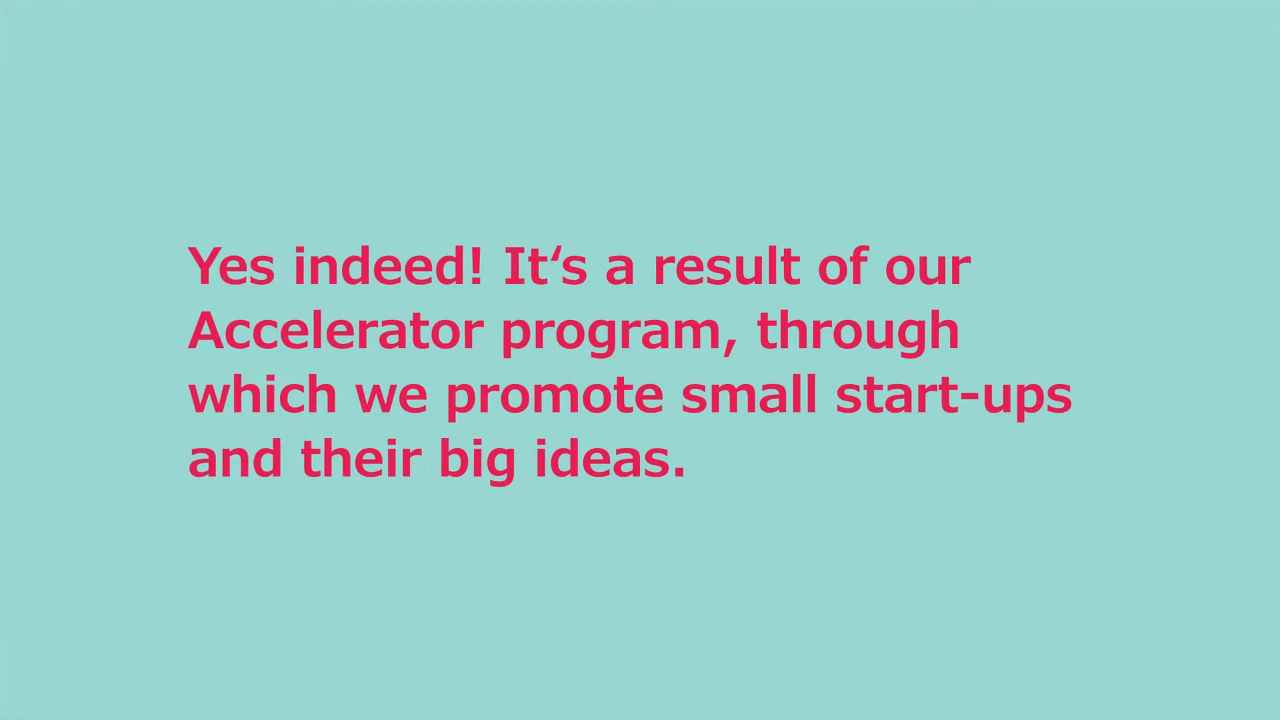 Yes indeed! It‘s a result of our
Accelerator program, through
which we promote small start-ups
and their big ideas.